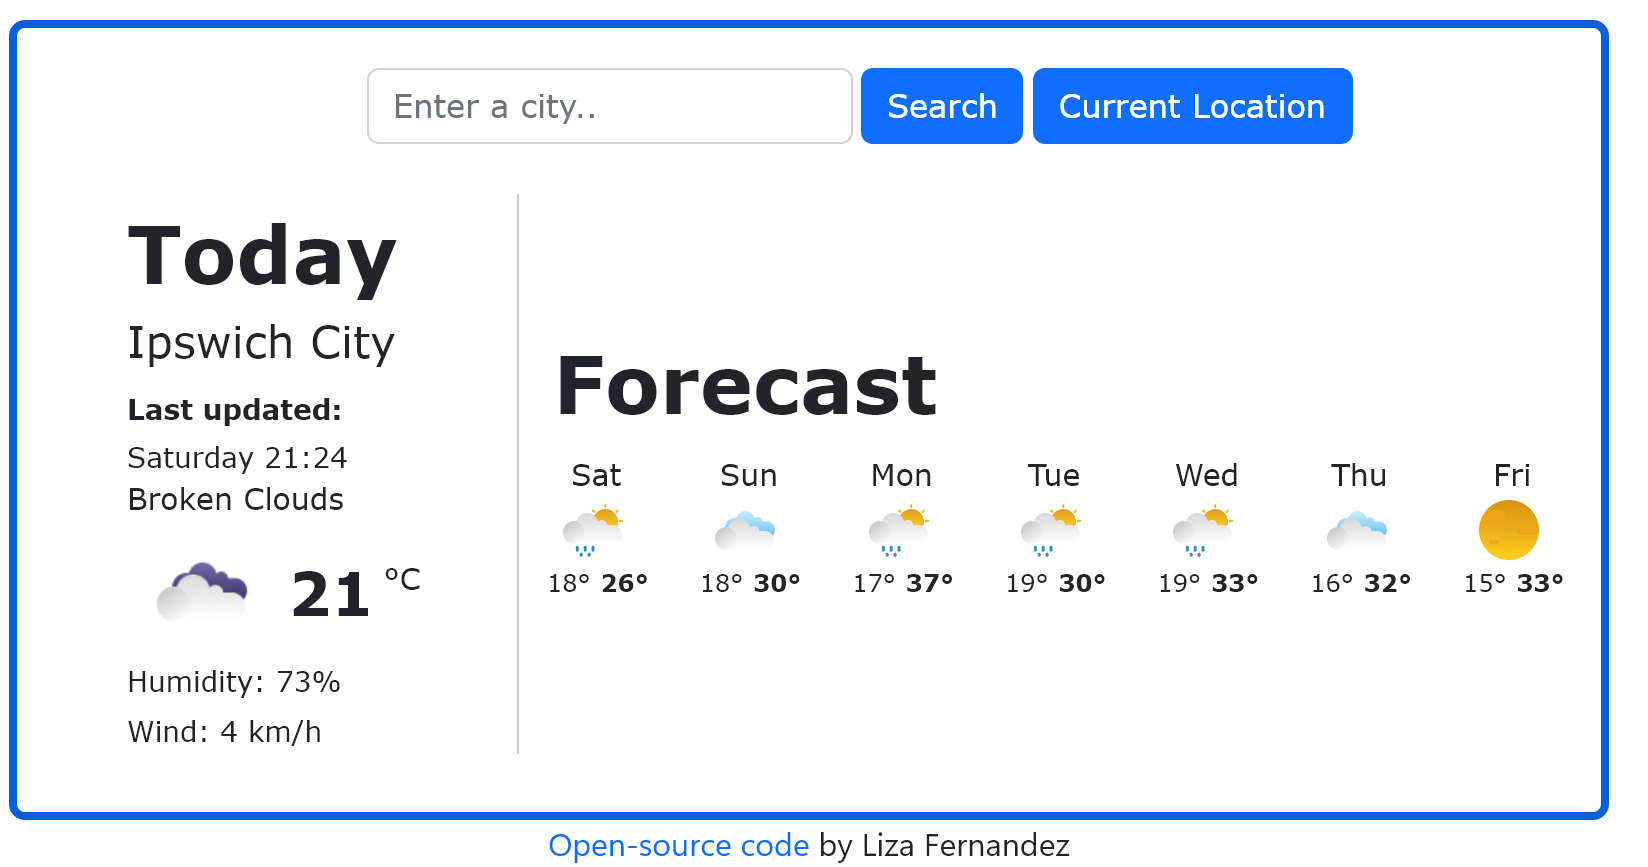 Enter a city.. Search Current Location
Today
Ipswich City
Last updated:
Saturday 21:24
Broken Clouds
21 °C
Humidity: 73%
Wind: 4 km/h
Forecast
Sat Sun Mon Tue Wed Thu Fri
18° 26° 18° 30° 17° 37° 19° 30° 19° 33° 16° 32° 15° 33°
Open-source code by Liza Fernandez